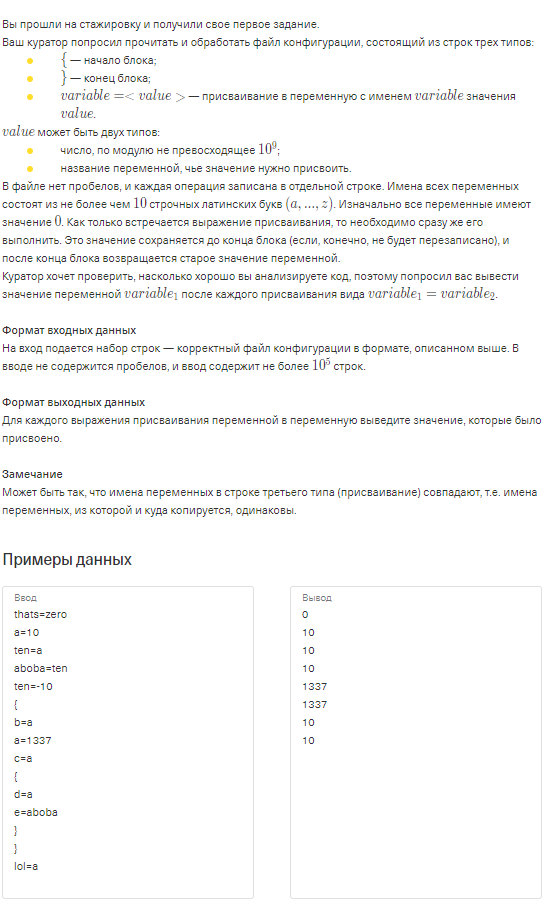 Вы прошли на стажировку и получили свое первое задание.
Ваш куратор попросил прочитать и обработать файл конфигурации, состоящий из строк трех типов:
{ — начало блока;
} — конец блока;
variable =< value > — присваивание в переменную с именем variable значения
value.
value может быть двух типов:
число, по модулю не превосходящее 10⁹;
название переменной, чье значение нужно присвоить.
В файле нет пробелов, и каждая операция записана в отдельной строке. Имена всех переменных
состоят из не более чем 10 строчных латинских букв (a, ..., z). Изначально все переменные имеют
значение 0. Как только встречается выражение присваивания, то необходимо сразу же его
выполнить. Это значение сохраняется до конца блока (если, конечно, не будет перезаписано), и
после конца блока возвращается старое значение переменной.
Куратор хочет проверить, насколько хорошо вы анализируете код, поэтому попросил вас вывести
значение переменной variable₁ после каждого присваивания вида variable₁ = variable₂.
Формат входных данных
На вход подается набор строк — корректный файл конфигурации в формате, описанном выше. В
вводе не содержится пробелов, и ввод содержит не более 10⁵ строк.
Формат выходных данных
Для каждого выражения присваивания переменной в переменную выведите значение, которые было
присвоено.
Замечание
Может быть так, что имена переменных в строке третьего типа (присваивание) совпадают, т.е. имена
переменных, из которой и куда копируется, одинаковы.
Примеры данных
Ввод
thats=zero
a=10
ten=a
aboba=ten
ten=-10
{
b=a
a=1337
c=a
{
d=a
e=aboba
}
}
lol=a
Вывод
0
10
10
10
1337
1337
10
10